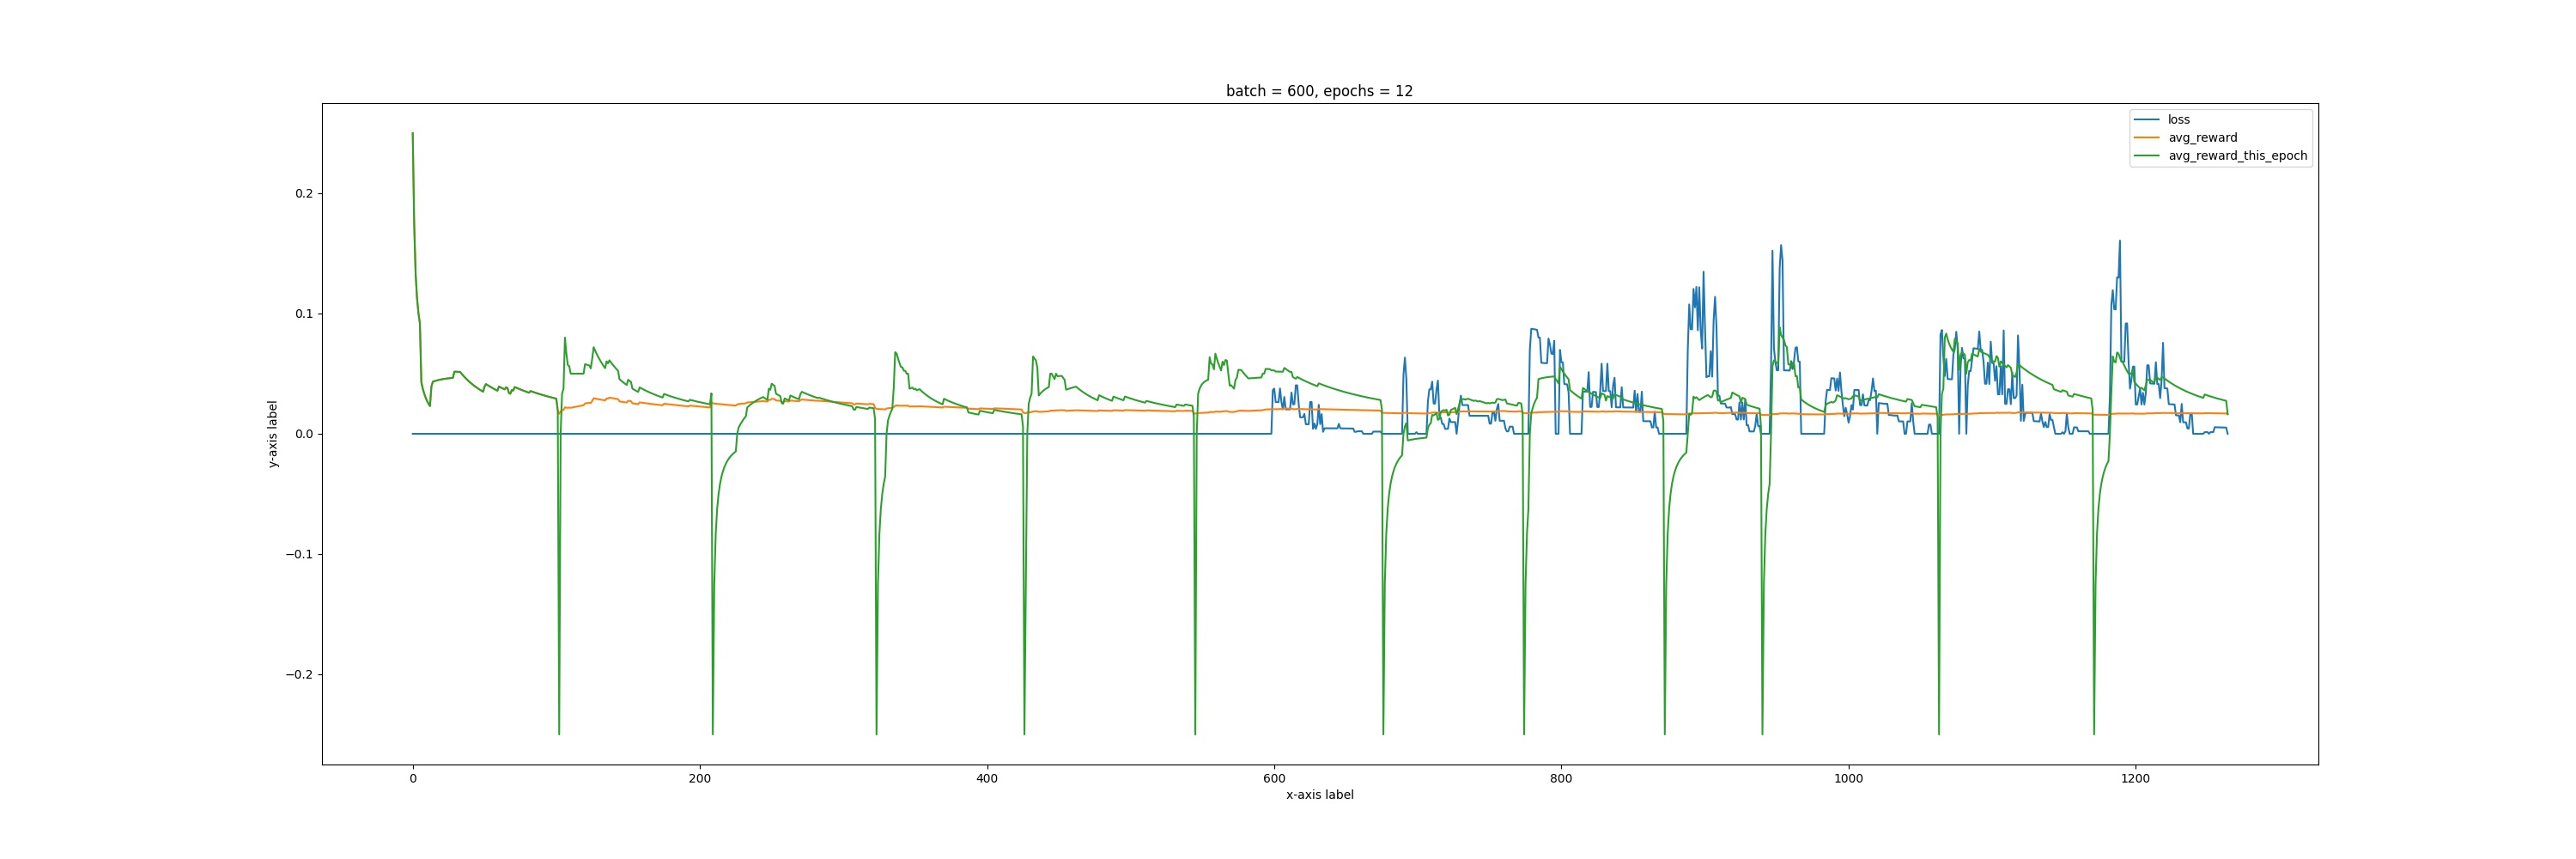 batch = 600, epochs = 12
loss
avg_reward
avg_reward_this_epoch
0.2
0.1
0.0
−0.1
−0.2
y-axis label
0 200 400 600 800 1000 1200
x-axis label